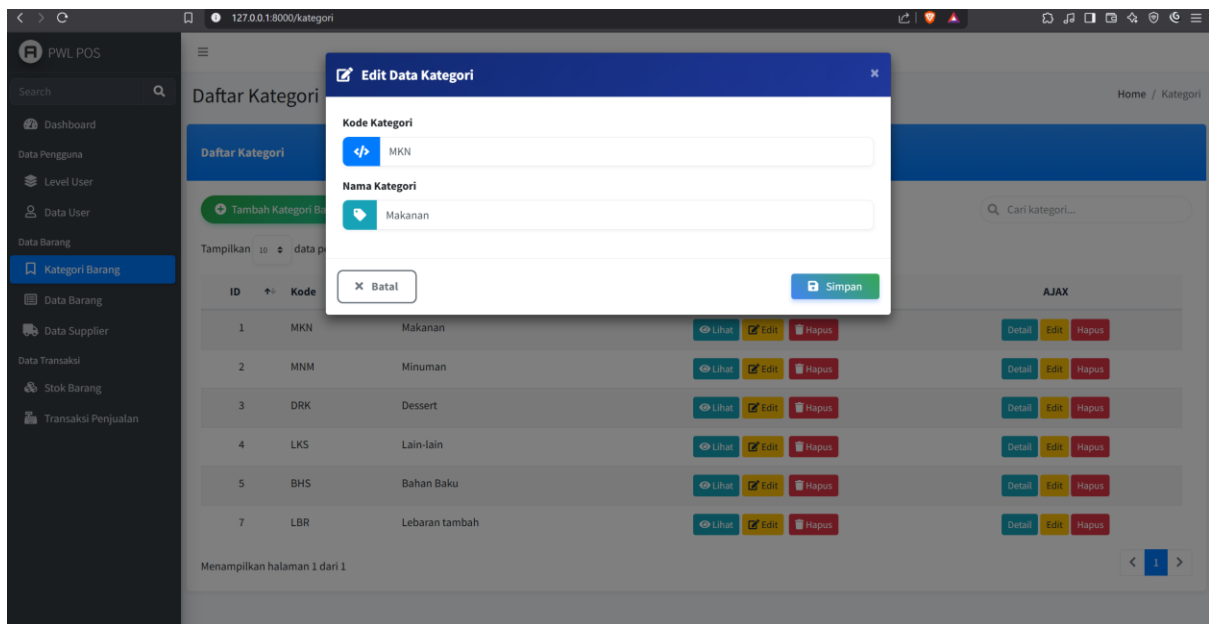 127.0.0.1:8000/kategori
PWL POS
Search
Dashboard
Data Pengguna
Level User
Data User
Data Barang
Kategori Barang
Data Barang
Data Supplier
Data Transaksi
Stok Barang
Transaksi Penjualan
Daftar Kategori
Home / Kategori
Daftar Kategori
Tambah Kategori Ba
Cari kategori...
Tampilkan 10 data p
Edit Data Kategori ×
Kode Kategori
MKN
Nama Kategori
Makanan
Batal
Simpan
ID Kode AJAX
1 MKN Makanan Lihat Edit Hapus Detail Edit Hapus
2 MNM Minuman Lihat Edit Hapus Detail Edit Hapus
3 DRK Dessert Lihat Edit Hapus Detail Edit Hapus
4 LKS Lain-lain Lihat Edit Hapus Detail Edit Hapus
5 BHS Bahan Baku Lihat Edit Hapus Detail Edit Hapus
7 LBR Lebaran tambah Lihat Edit Hapus Detail Edit Hapus
Menampilkan halaman 1 dari 1
1